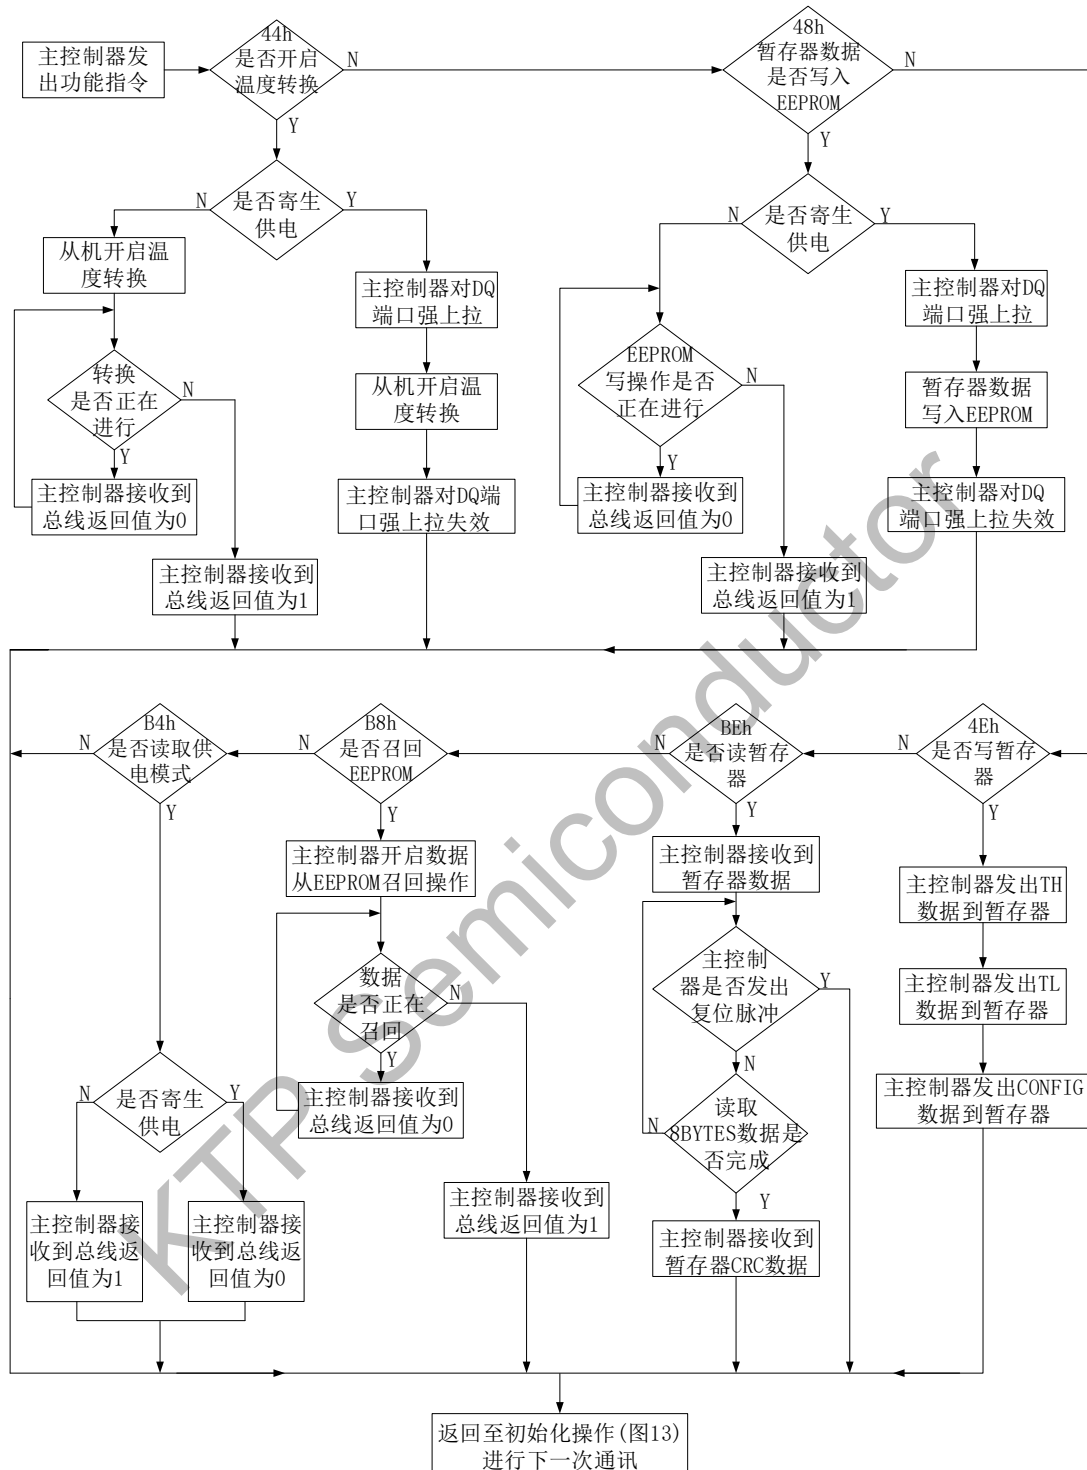 主控制器发
出功能指令
44h
是否开启
温度转换
N
Y
48h
暂存器数据
是否写入
EEPROM
N
Y
是否寄生
供电
N
Y
从机开启温
度转换
转换
是否正在
进行
N
Y
主控制器接收到
总线返回值为0
主控制器接收到
总线返回值为1
主控制器对DQ
端口强上拉
从机开启温
度转换
主控制器对DQ端
口强上拉失效
是否寄生
供电
N
Y
EEPROM
写操作是否
正在进行
N
Y
主控制器接收到
总线返回值为0
主控制器接收到
总线返回值为1
主控制器对DQ
端口强上拉
暂存器数据
写入EEPROM
主控制器对DQ
端口强上拉失效
B4h
是否读取供
电模式
N
Y
B8h
是否召回
EEPROM
N
Y
BEh
是否读暂存
器
N
Y
4Eh
是否写暂存
器
N
Y
是否寄生
供电
N
Y
主控制器接
收到总线返
回值为1
主控制器接
收到总线返
回值为0
主控制器开启数据
从EEPROM召回操作
数据
是否正在
召回
N
Y
主控制器接收到
总线返回值为0
主控制器接收到
总线返回值为1
主控制器接收到
暂存器数据
主控制
器是否发出
复位脉冲
Y
N
读取
8BYTES数据是
否完成
N
Y
主控制器接收到
暂存器CRC数据
主控制器发出TH
数据到暂存器
主控制器发出TL
数据到暂存器
主控制器发出CONFIG
数据到暂存器
返回至初始化操作(图13)
进行下一次通讯
KTP Semiconductor